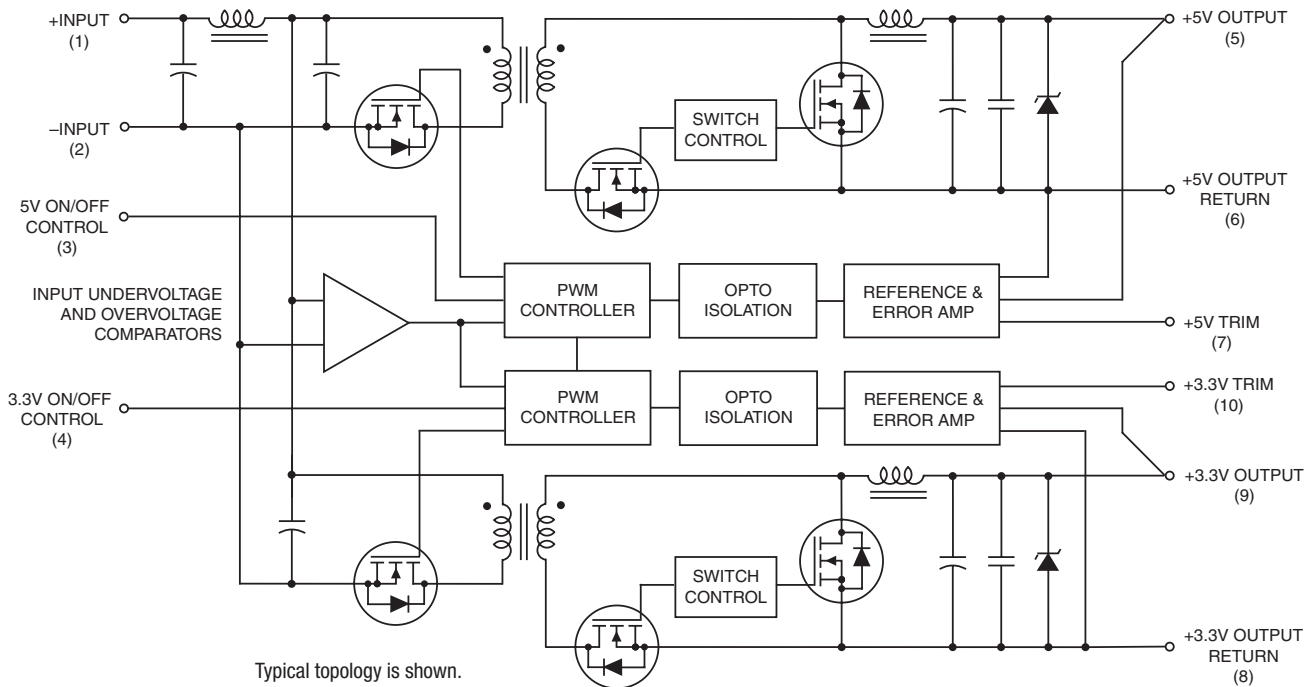 +INPUT
(1)
–INPUT
(2)
5V ON/OFF
CONTROL
(3)
INPUT UNDERVOLTAGE
AND OVERVOLTAGE
COMPARATORS
3.3V ON/OFF
CONTROL
(4)
SWITCH
CONTROL
+5V OUTPUT
(5)
+5V OUTPUT
RETURN
(6)
PWM
CONTROLLER
OPTO
ISOLATION
REFERENCE &
ERROR AMP
+5V TRIM
(7)
PWM
CONTROLLER
OPTO
ISOLATION
REFERENCE &
ERROR AMP
+3.3V TRIM
(10)
+3.3V OUTPUT
(9)
SWITCH
CONTROL
+3.3V OUTPUT
RETURN
(8)
Typical topology is shown.